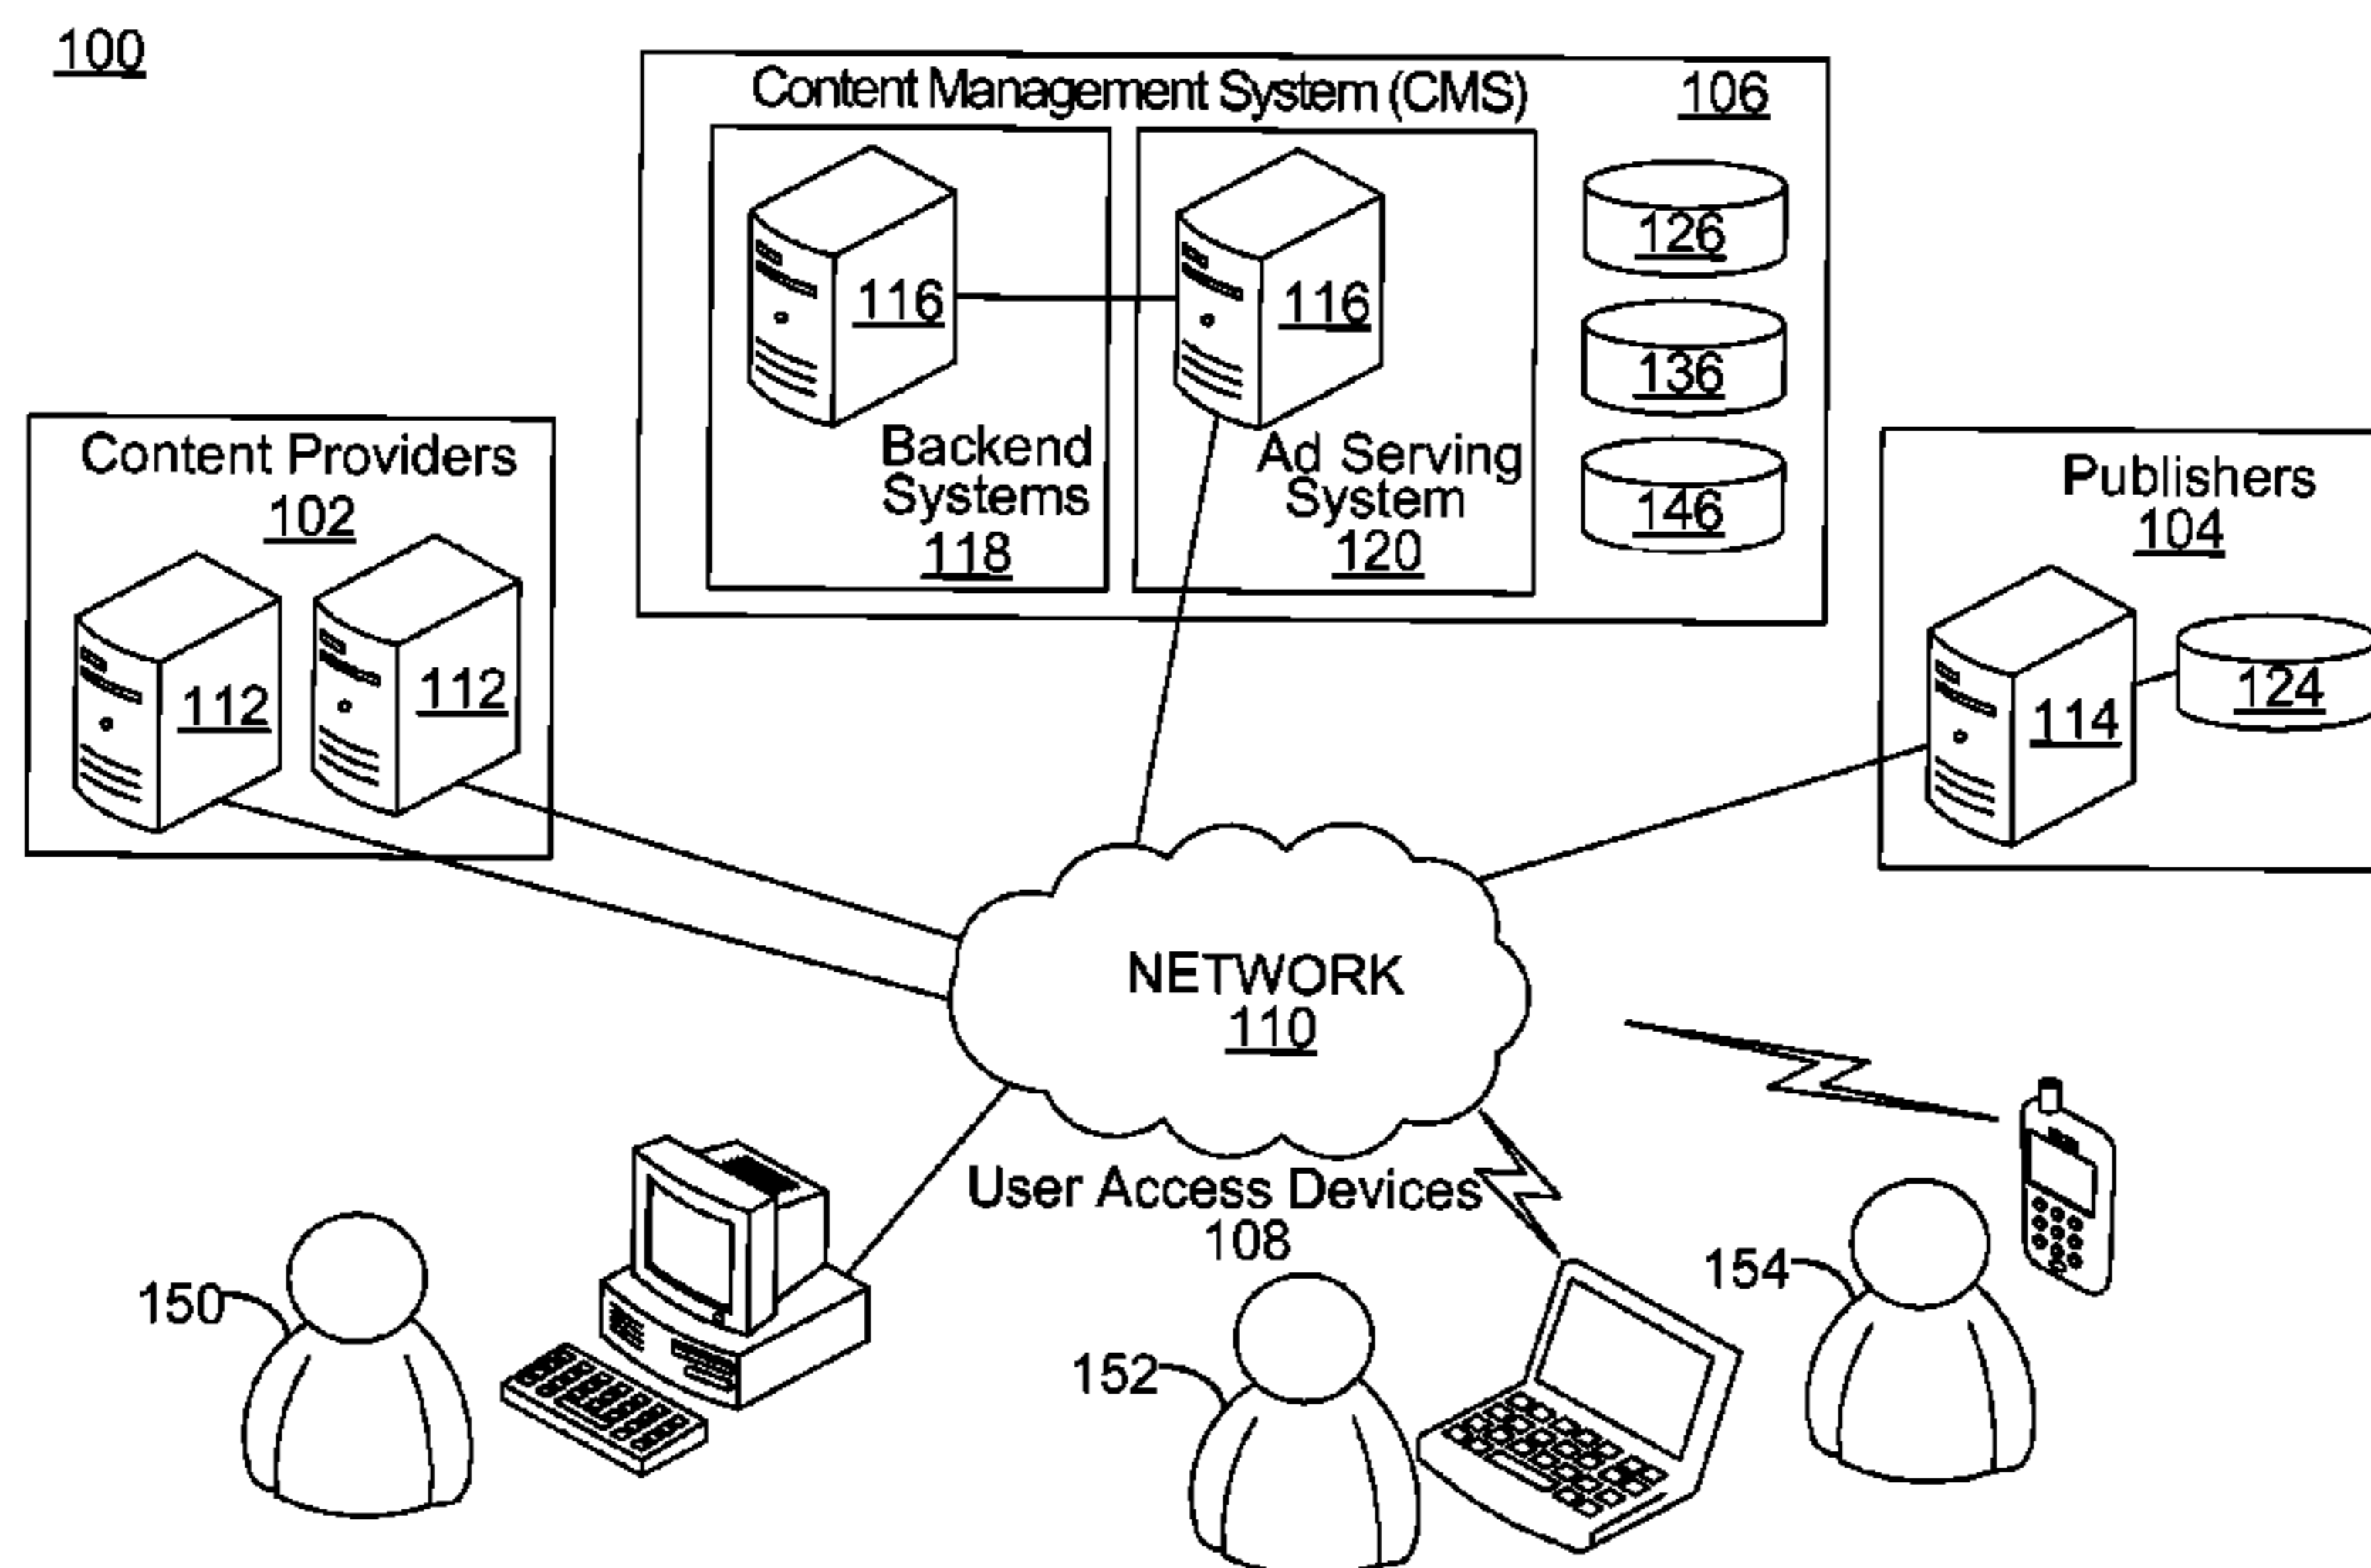 100
Content Management System (CMS)
106
126
116
116
136
Backend
Systems
118
Ad Serving
System
120
146
Content Providers
102
112
112
Publishers
104
114
124
NETWORK
110
User Access Devices
108
150
152
154